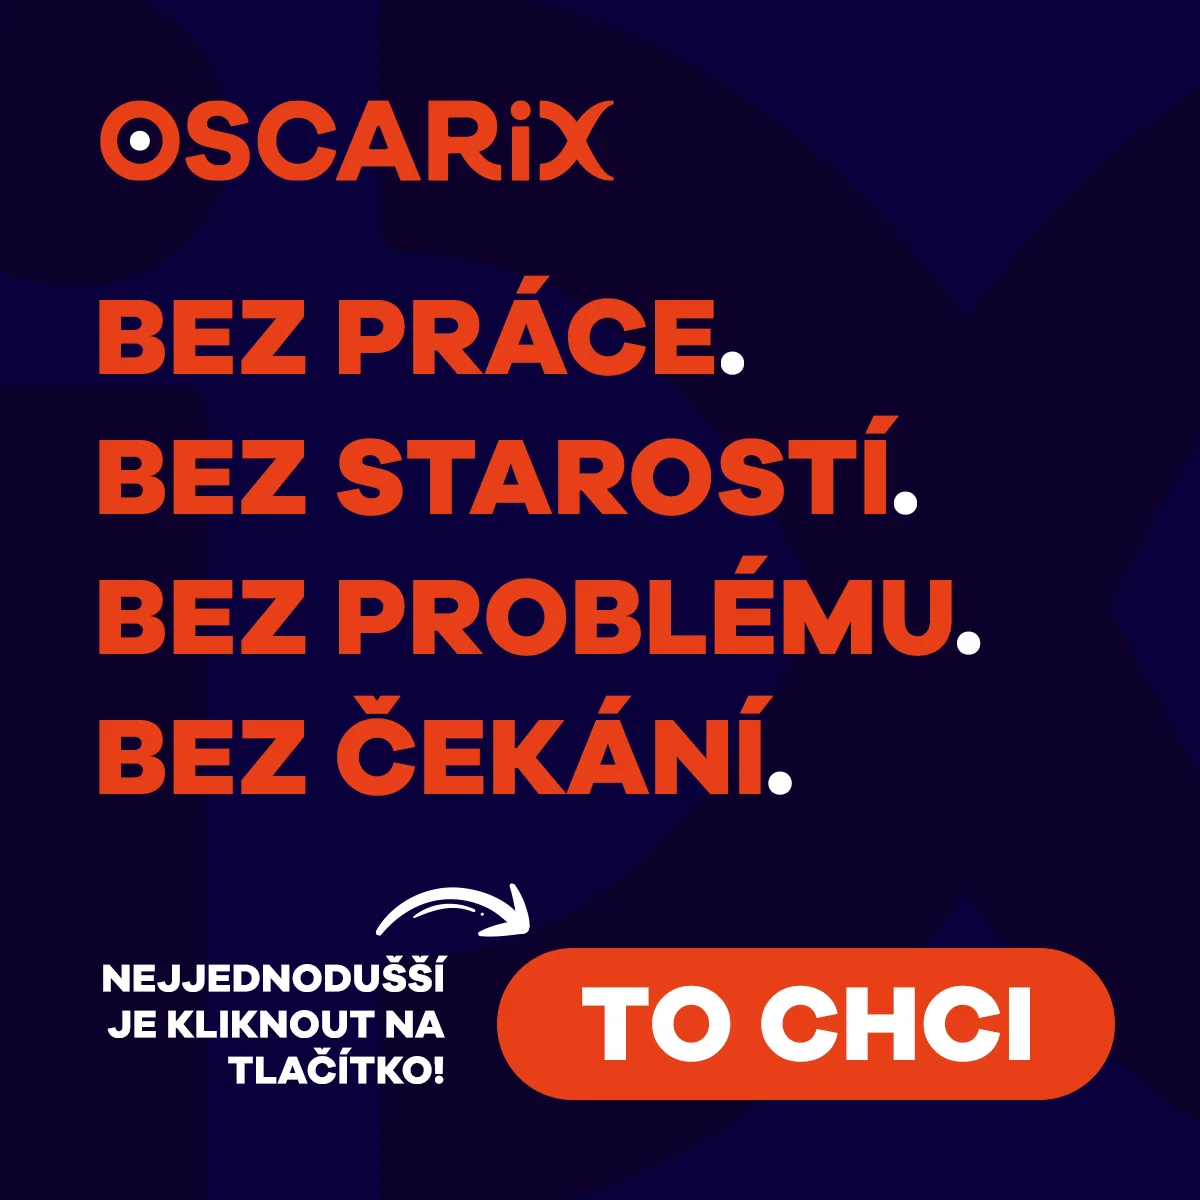 OSCARiX
BEZ PRÁCE.
BEZ STAROSTÍ.
BEZ PROBLÉMU.
BEZ ČEKÁNÍ.
NEJJEDNODUŠŠÍ
JE KLIKNOUT NA
TLAČÍTKO!
TO CHCI